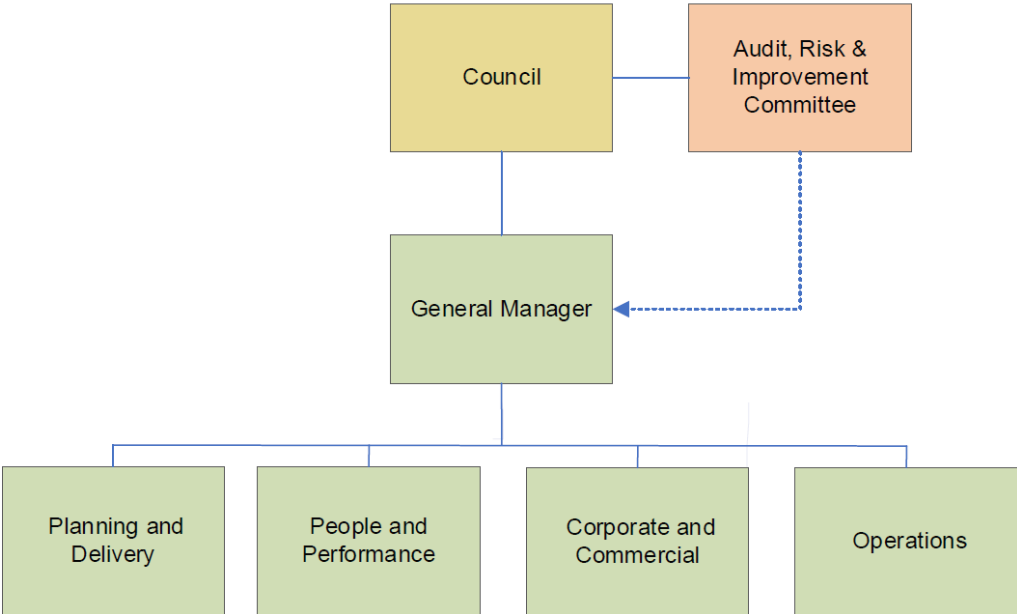 Council
Audit, Risk &
Improvement
Committee
General Manager
Planning and
Delivery
People and
Performance
Corporate and
Commercial
Operations